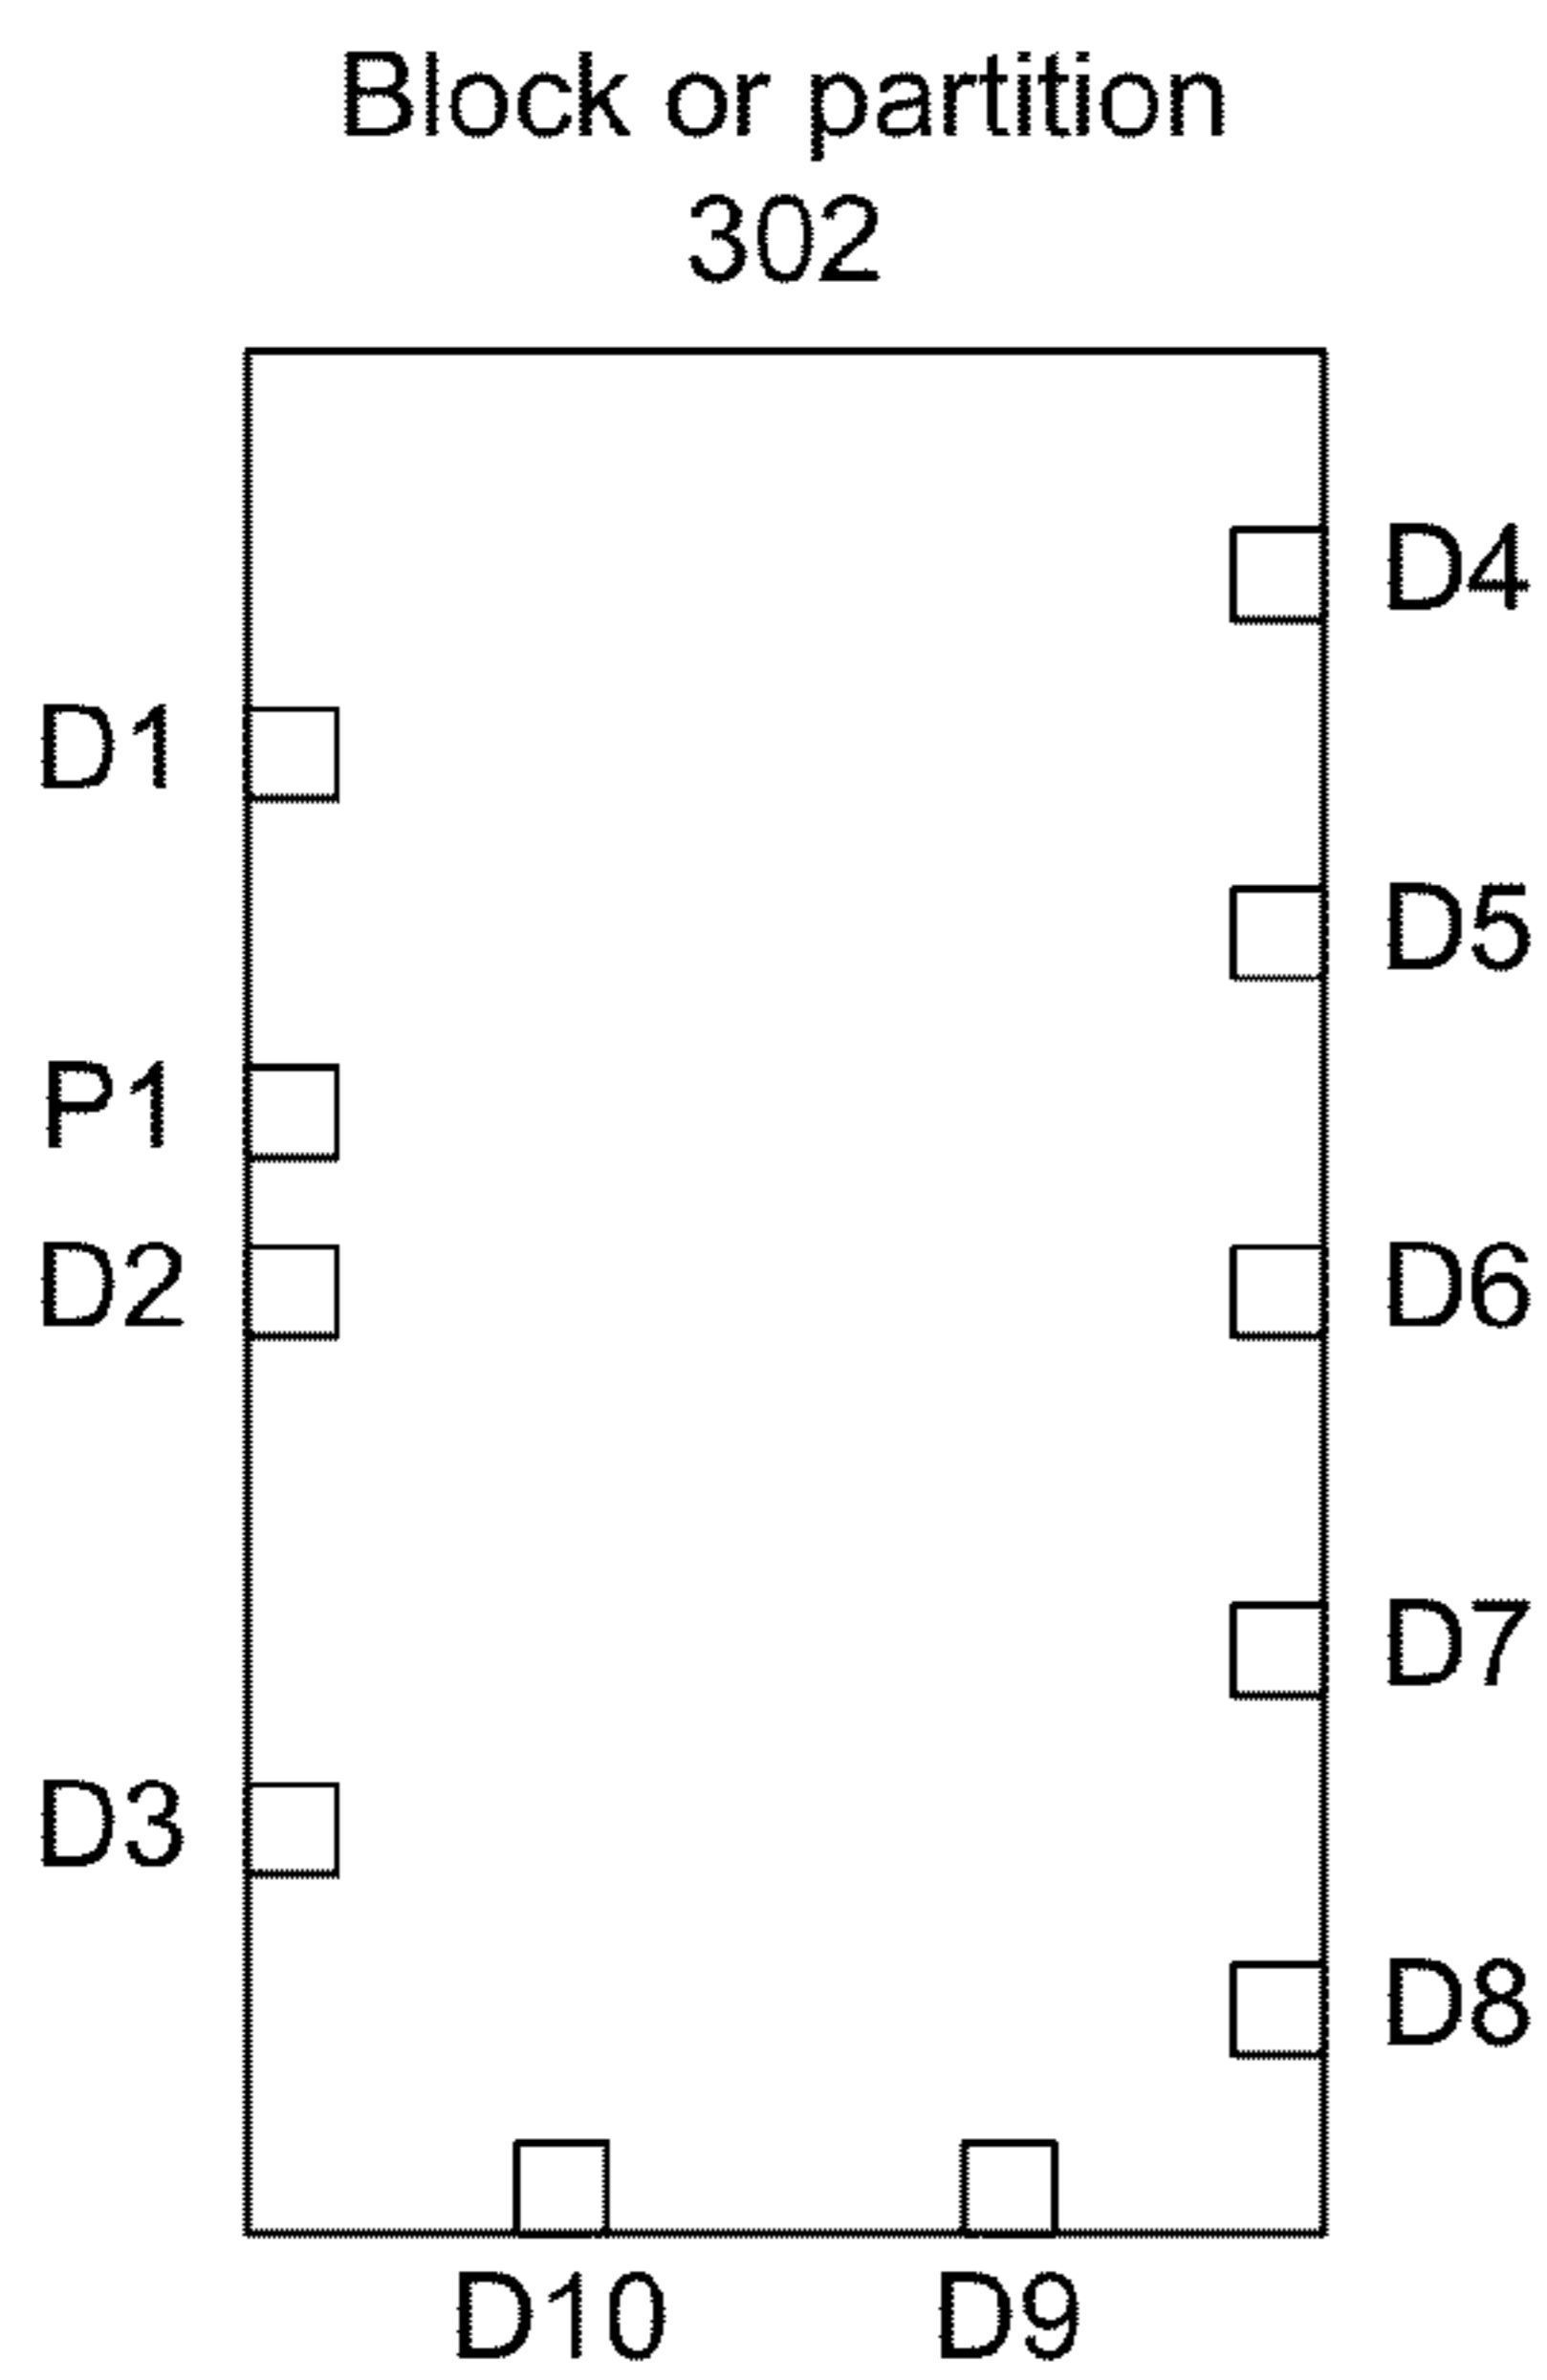 Block or partition
302
D4
D1
D5
P1
D2
D6
D7
D3
D8
D10
D9